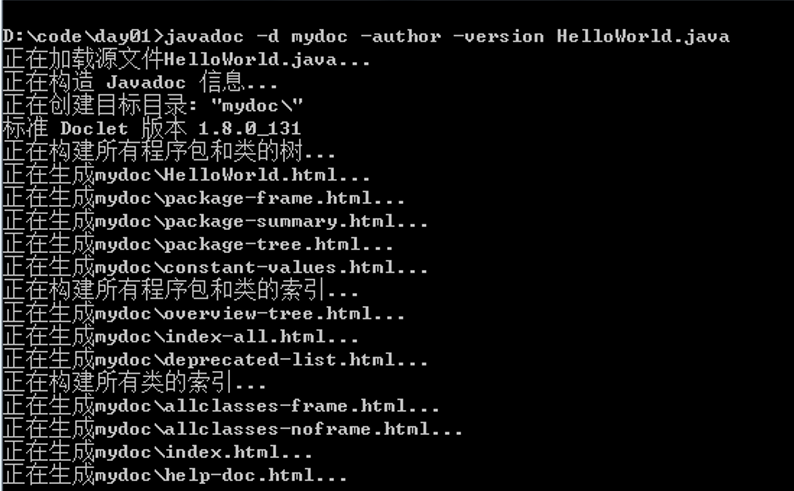 D:\code\day01>javadoc -d mydoc -author -version HelloWorld.java
正在加载源文件HelloWorld.java...
正在构造 Javadoc 信息...
正在创建目标目录: "mydoc\"
标准 Doclet 版本 1.8.0_131
正在构建所有程序包和类的树...
正在生成mydoc\HelloWorld.html...
正在生成mydoc\package-frame.html...
正在生成mydoc\package-summary.html...
正在生成mydoc\package-tree.html...
正在生成mydoc\constant-values.html...
正在构建所有程序包和类的索引...
正在生成mydoc\overview-tree.html...
正在生成mydoc\index-all.html...
正在生成mydoc\deprecated-list.html...
正在构建所有类的索引...
正在生成mydoc\allclasses-frame.html...
正在生成mydoc\allclasses-noframe.html...
正在生成mydoc\index.html...
正在生成mydoc\help-doc.html...